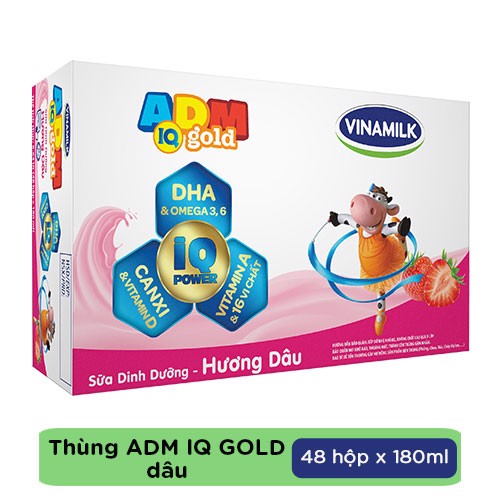 ADM
IQ gold
VINAMILK
DHA
& OMEGA 3, 6
iQ
POWER
CANXI
& VITAMIN D
VITAMIN A
& 16 VI CHẤT
Sữa Dinh Dưỡng - Hương Dâu
Thùng ADM IQ GOLD
dâu
48 hộp x 180ml